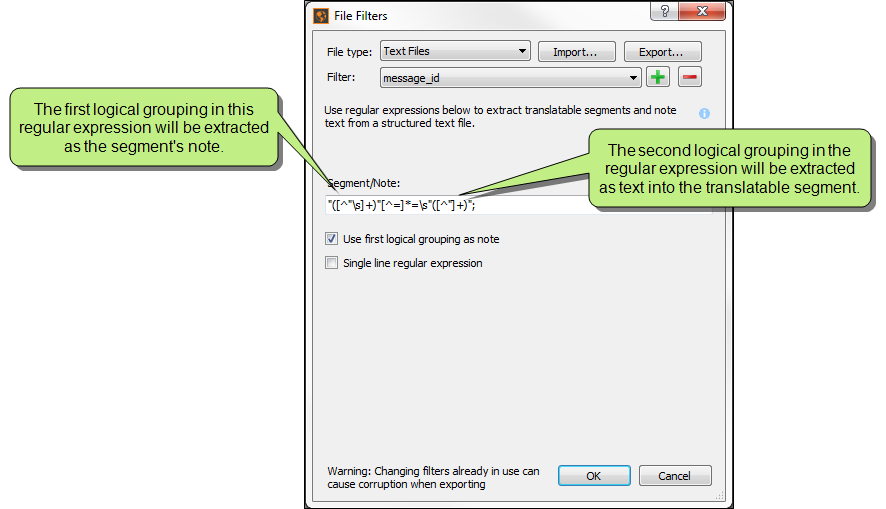 File Filters
File type: Text Files Import... Export...
Filter: message_id
Use regular expressions below to extract translatable segments and note
text from a structured text file.
The first logical grouping in this
regular expression will be extracted
as the segment's note.
The second logical grouping in the
regular expression will be extracted
as text into the translatable segment.
Segment/Note:
"([^"\s]+)"[^=]*=\s"([^"]+)";
Use first logical grouping as note
Single line regular expression
Warning: Changing filters already in use can
cause corruption when exporting
OK Cancel